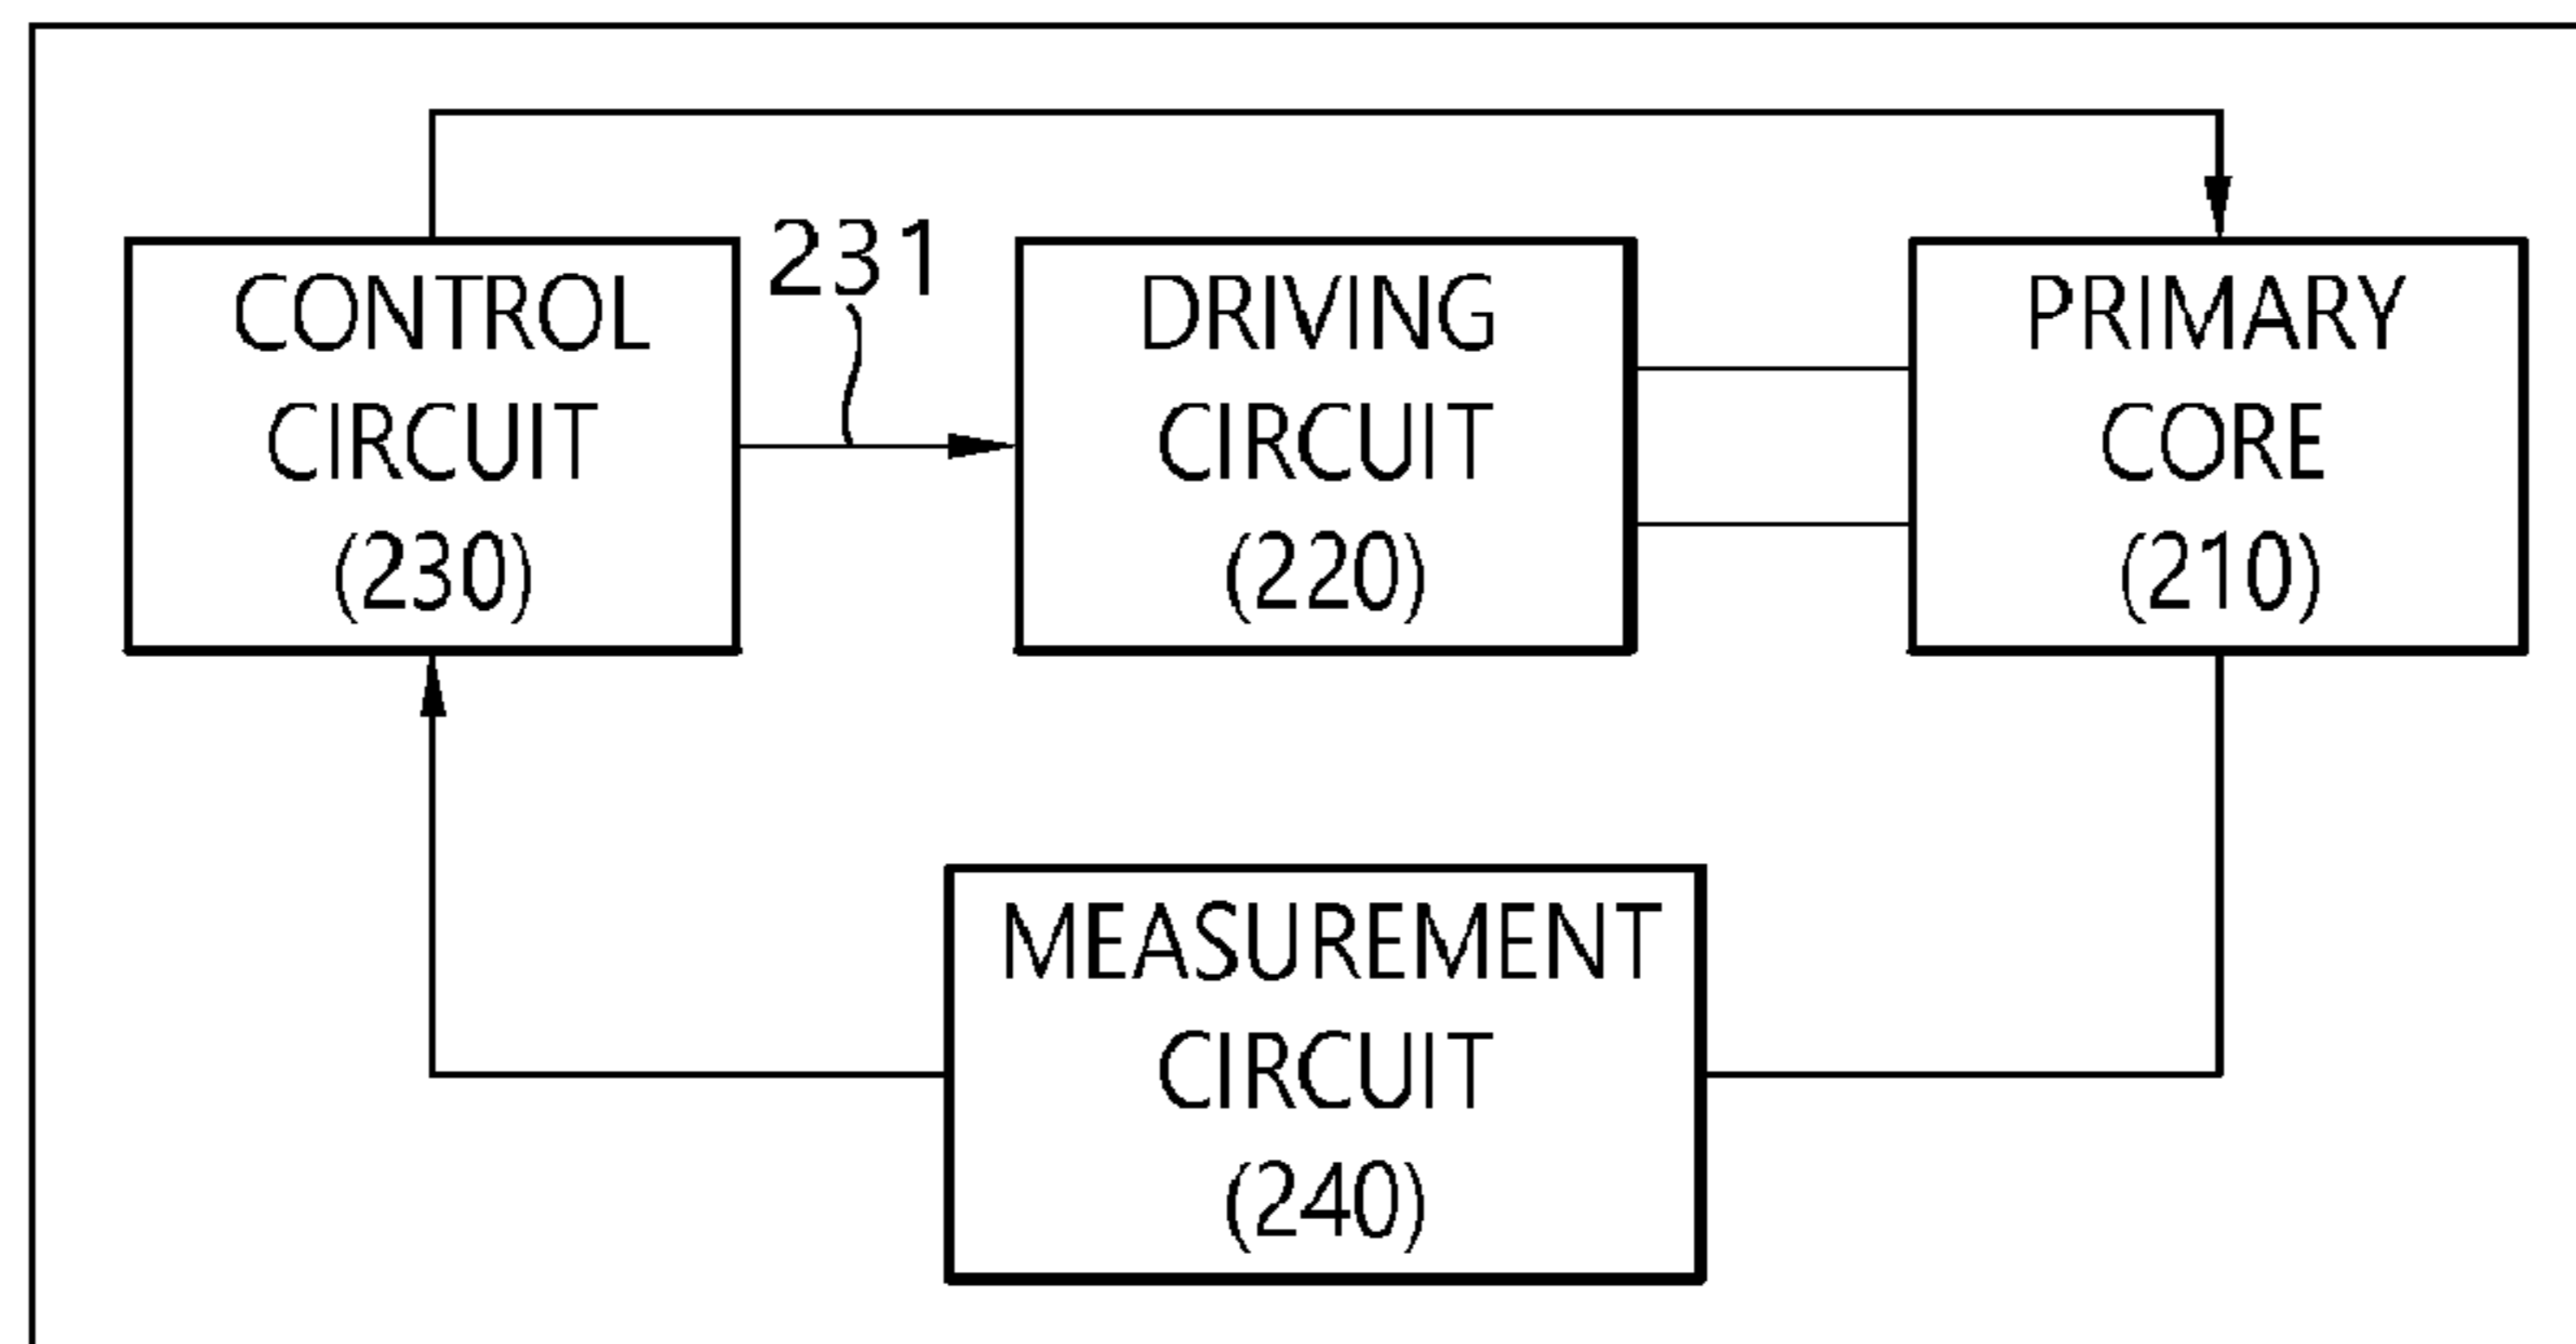 231
CONTROL
CIRCUIT
(230)
DRIVING
CIRCUIT
(220)
PRIMARY
CORE
(210)
MEASUREMENT
CIRCUIT
(240)